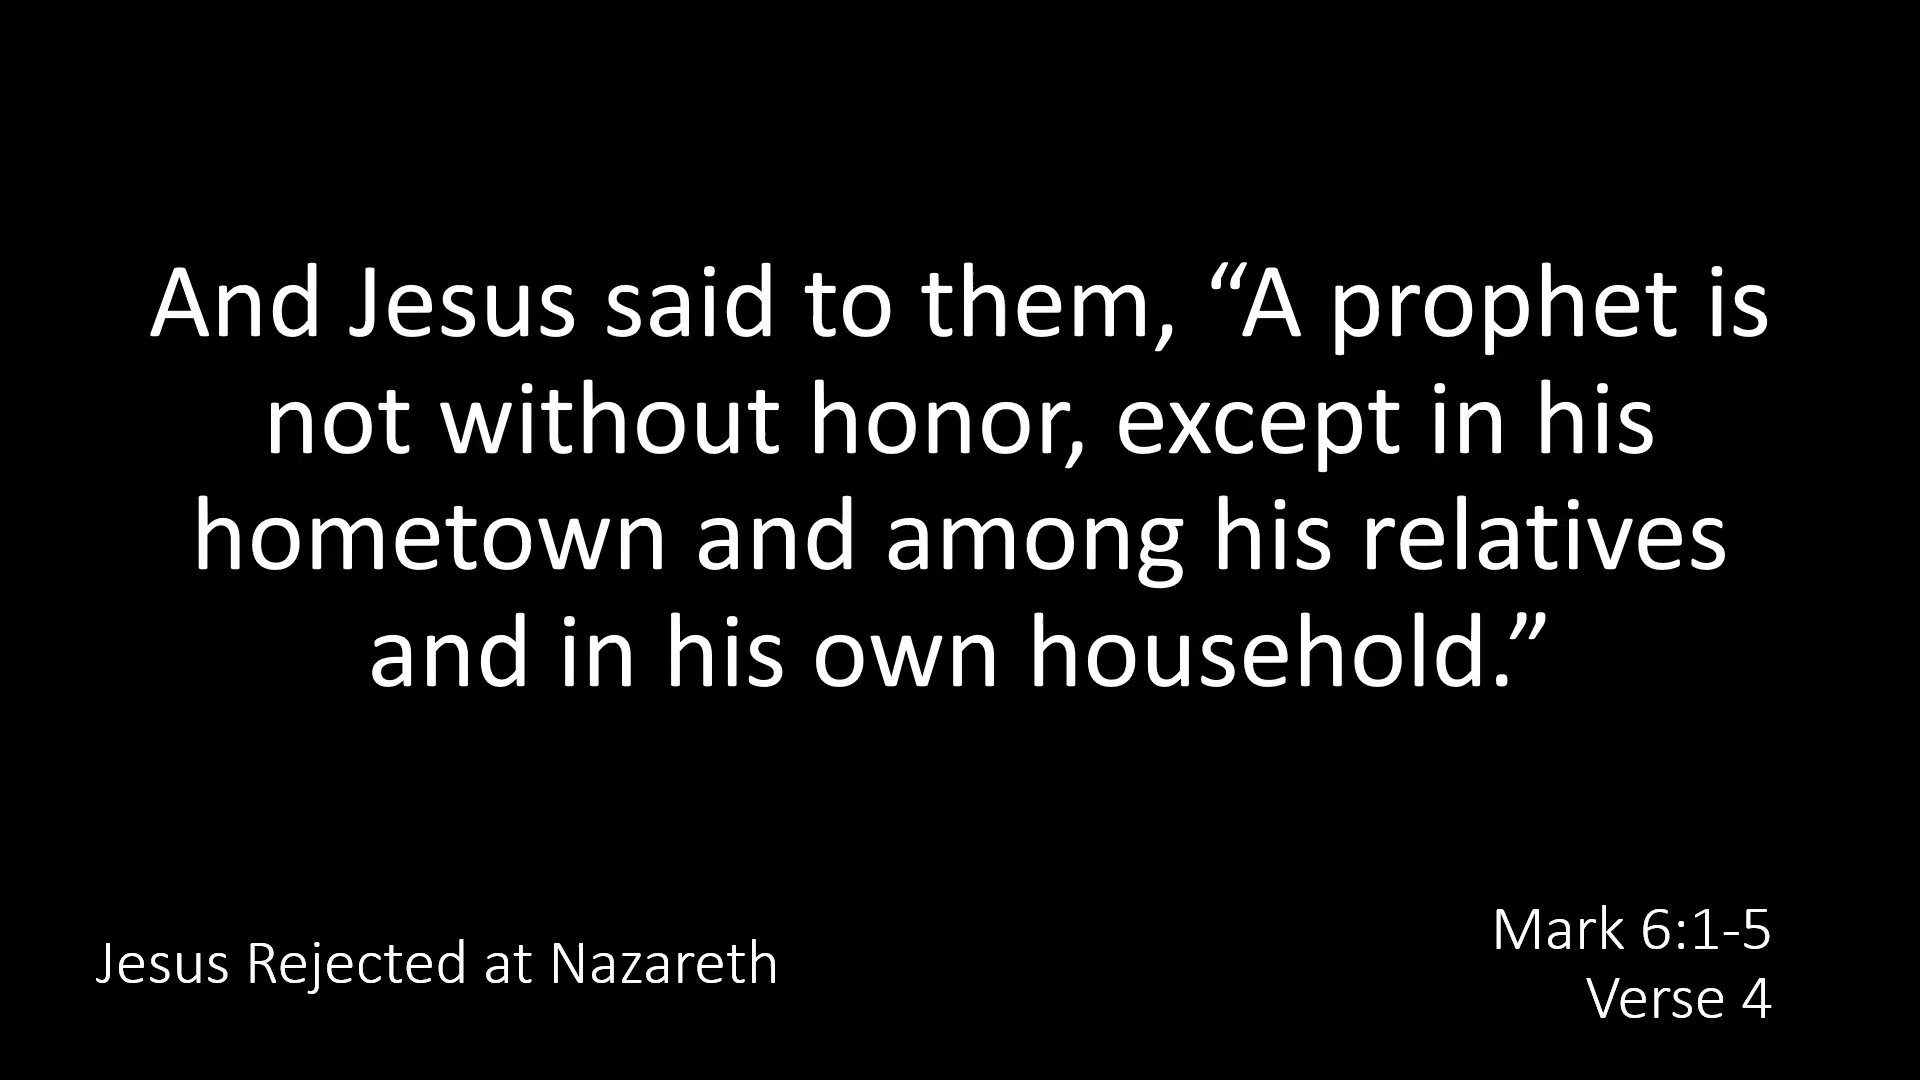 And Jesus said to them, “A prophet is
not without honor, except in his
hometown and among his relatives
and in his own household.”
Jesus Rejected at Nazareth
Mark 6:1-5
Verse 4